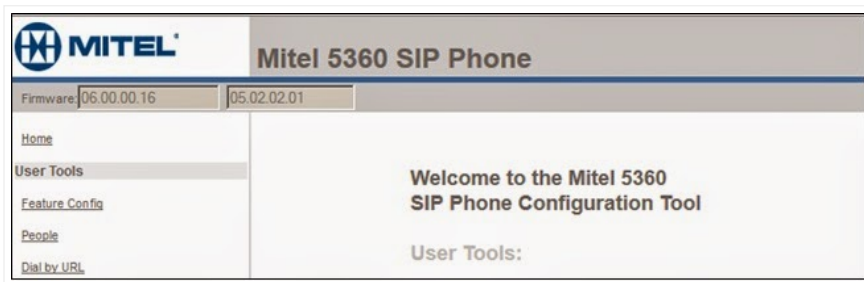 MITEL
Mitel 5360 SIP Phone
Firmware: 06.00.00.16 05.02.02.01
Home
User Tools
Feature Config
People
Dial by URL
Welcome to the Mitel 5360
SIP Phone Configuration Tool
User Tools: